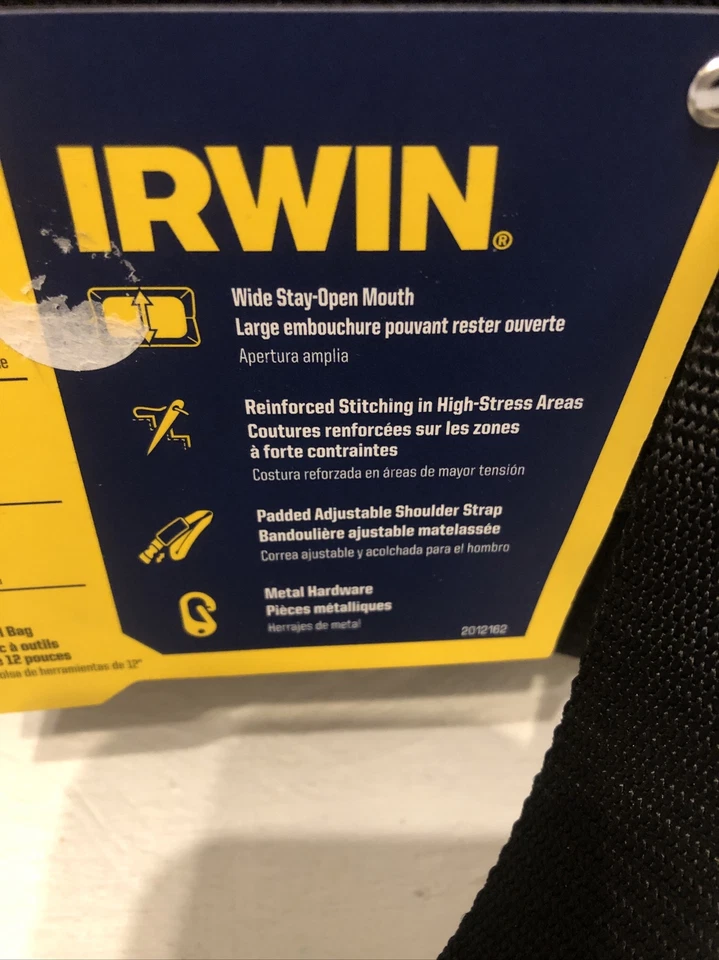 IRWIN®
Wide Stay-Open Mouth
Large embouchure pouvant rester ouverte
Apertura amplia
Reinforced Stitching in High-Stress Areas
Coutures renforcées sur les zones
à forte contraintes
Costura reforzada en áreas de mayor tensión
Padded Adjustable Shoulder Strap
Bandoulière ajustable matelassée
Correa ajustable y acolchada para el hombro
Metal Hardware
Pièces métalliques
Herrajes de metal
2012162
Bag
à outils
12 pouces
de herramientas de 12"